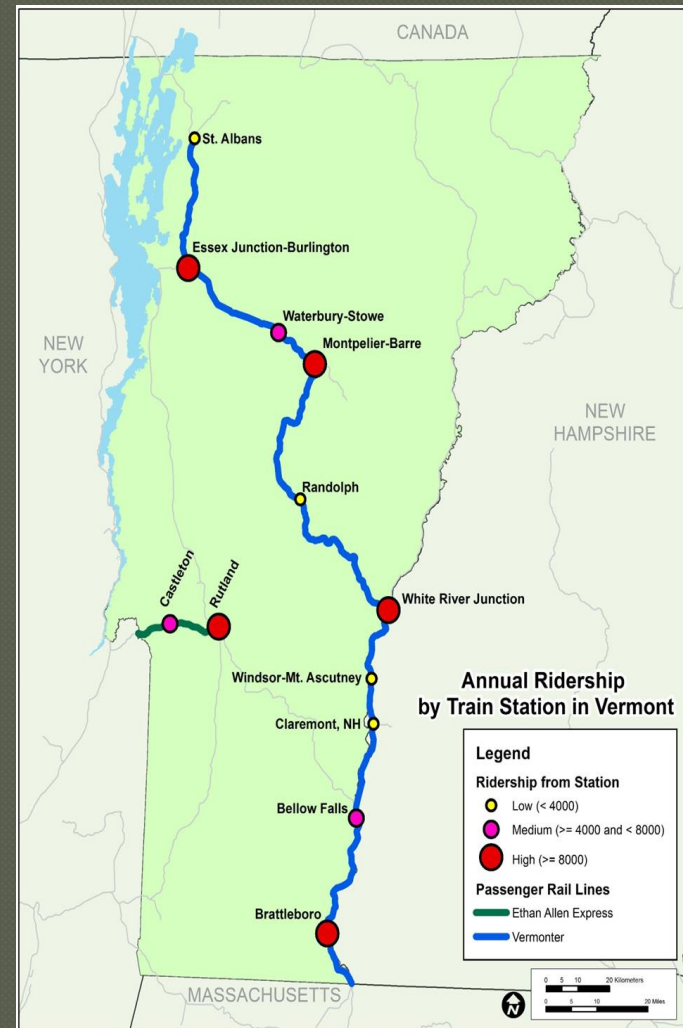 CANADA
St. Albans
Essex Junction-Burlington
Waterbury-Stowe
Montpelier-Barre
NEW
YORK
NEW
HAMPSHIRE
Randolph
Castleton
Rutland
White River Junction
Windsor-Mt. Ascutney
Claremont, NH
Bellow Falls
Brattleboro
MASSACHUSETTS
Annual Ridership
by Train Station in Vermont
Legend
Ridership from Station
Low (< 4000)
Medium (>= 4000 and < 8000)
High (>= 8000)
Passenger Rail Lines
Ethan Allen Express
Vermonter
N
0 5 10 20 Kilometers
0 5 10 20 Miles